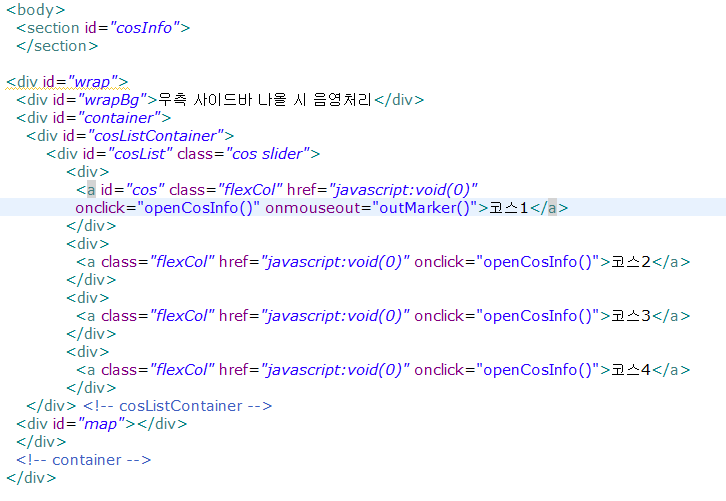 <body>
<section id="cosInfo">
</section>
<div id="wrap">
<div id="wrapBg">우측 사이드바 나올 시 음영처리</div>
<div id="container">
<div id="cosListContainer">
<div id="cosList" class="cos slider">
<div>
<a id="cos" class="flexCol" href="javascript:void(0)"
onclick="openCosInfo()" onmouseout="outMarker()">코스1</a>
</div>
<div>
<a class="flexCol" href="javascript:void(0)" onclick="openCosInfo()">코스2</a>
</div>
<div>
<a class="flexCol" href="javascript:void(0)" onclick="openCosInfo()">코스3</a>
</div>
<div>
<a class="flexCol" href="javascript:void(0)" onclick="openCosInfo()">코스4</a>
</div>
</div> <!-- cosListContainer -->
<div id="map"></div>
</div>
<!-- container -->
</div>